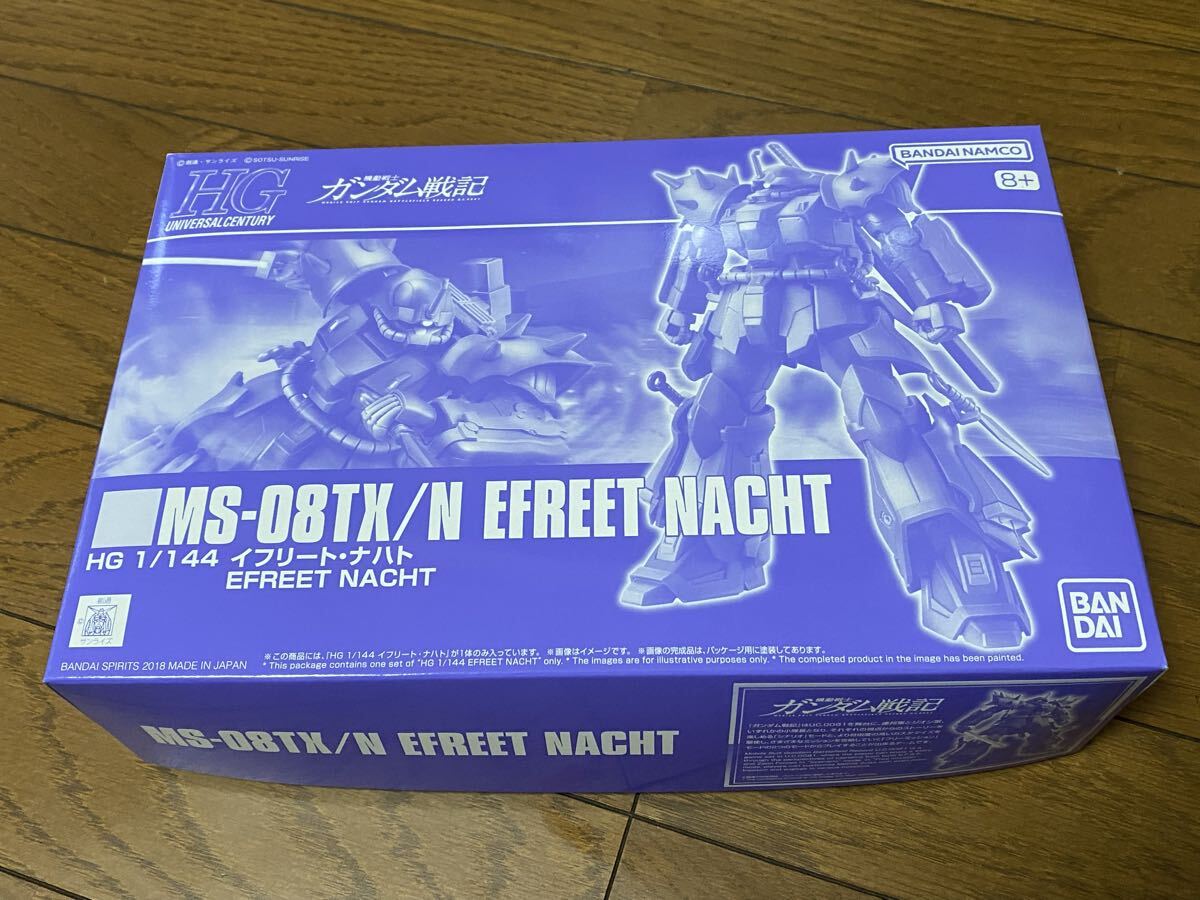 ©創通・サンライズ ©SOTSU・SUNRISE
HG
UNIVERSAL CENTURY
機動戦士
ガンダム戦記
BANDAI NAMCO
8+
MS-08TX/N EFREET NACHT
HG 1/144 イフリート・ナハト
EFREET NACHT
サンライズ
BAN
DAI
※この商品には、「HG 1/144 イフリート・ナハト」が1体のみ入っています。 ※画像はイメージです。 ※画像の完成品は、パッケージ用に塗装してあります。
BANDAI SPIRITS 2018 MADE IN JAPAN
* This package contains one set of "HG 1/144 EFREET NACHT" only. * The images are for illustrative purposes only. * The completed product in the image has been painted.
MS-08TX/N EFREET NACHT
機動戦士
ガンダム戦記